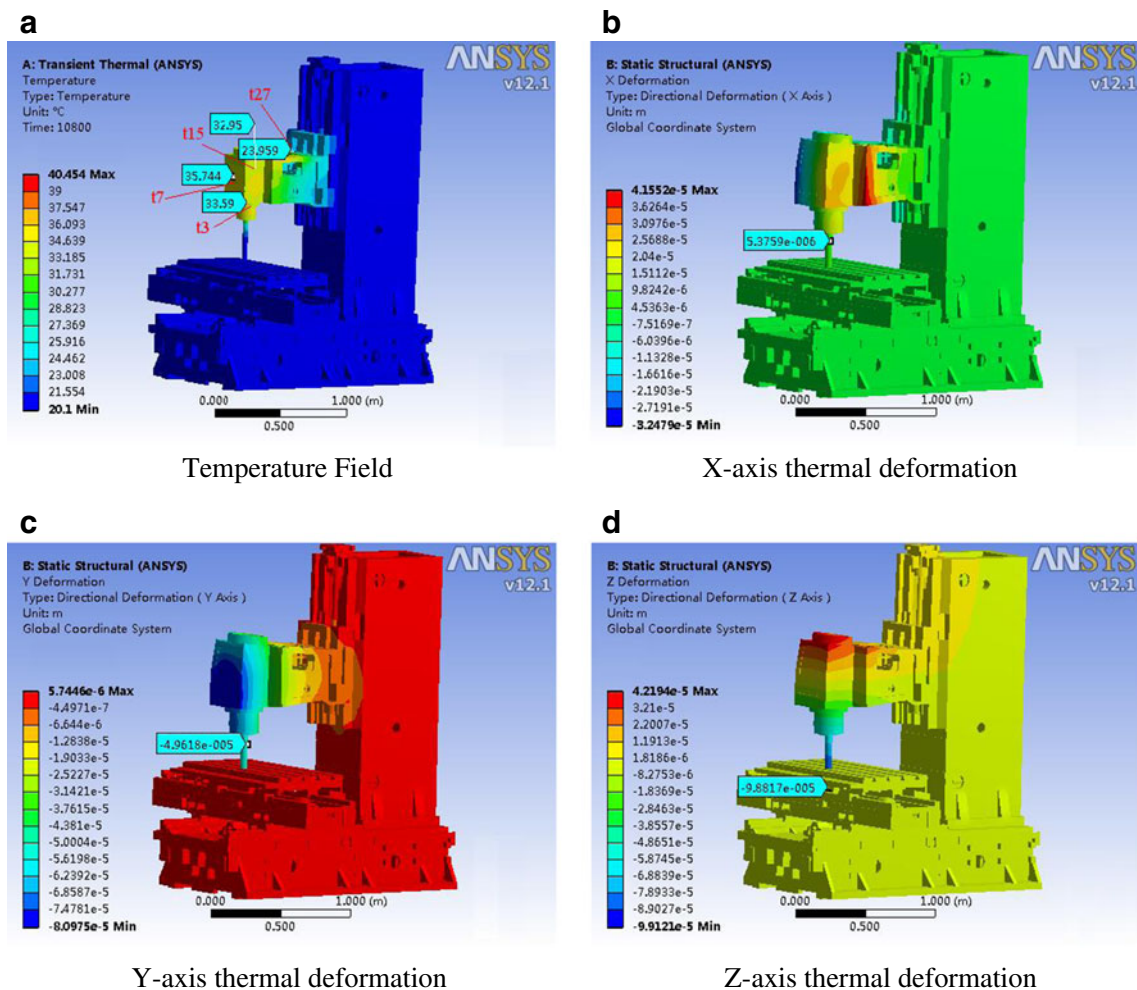 a
A: Transient Thermal (ANSYS)
Temperature
Type: Temperature
Unit: °C
Time: 10800
ANSYS
v12.1
t27
32.95
t15
23.959
35.744
t7
33.59
t3
40.454 Max
39
37.547
36.093
34.639
33.185
31.731
30.277
28.823
27.369
25.916
24.462
23.008
21.554
20.1 Min
0.000
1.000 (m)
0.500
Temperature Field
b
B: Static Structural (ANSYS)
X Deformation
Type: Directional Deformation ( X Axis )
Unit: m
Global Coordinate System
ANSYS
v12.1
4.1552e-5 Max
3.6264e-5
3.0976e-5
2.5688e-5
2.04e-5
1.5112e-5
9.8242e-6
4.5363e-6
-7.5169e-7
-6.0396e-6
-1.1328e-5
-1.6616e-5
-2.1903e-5
-2.7191e-5
-3.2479e-5 Min
5.3759e-006
0.000
1.000 (m)
0.500
X-axis thermal deformation
c
B: Static Structural (ANSYS)
Y Deformation
Type: Directional Deformation ( Y Axis )
Unit: m
Global Coordinate System
ANSYS
v12.1
5.7446e-6 Max
-4.4971e-7
-6.644e-6
-1.2838e-5
-1.9033e-5
-2.5227e-5
-3.1421e-5
-3.7615e-5
-4.381e-5
-5.0004e-5
-5.6198e-5
-6.2392e-5
-6.8587e-5
-7.4781e-5
-8.0975e-5 Min
-4.9618e-005
0.000
1.000 (m)
0.500
Y-axis thermal deformation
d
B: Static Structural (ANSYS)
Z Deformation
Type: Directional Deformation ( Z Axis )
Unit: m
Global Coordinate System
ANSYS
v12.1
4.2194e-5 Max
3.21e-5
2.2007e-5
1.1913e-5
1.8186e-6
-8.2753e-6
-1.8369e-5
-2.8463e-5
-3.8557e-5
-4.8651e-5
-5.8745e-5
-6.8839e-5
-7.8933e-5
-8.9027e-5
-9.9121e-5 Min
-9.8817e-005
0.000
1.000 (m)
0.500
Z-axis thermal deformation